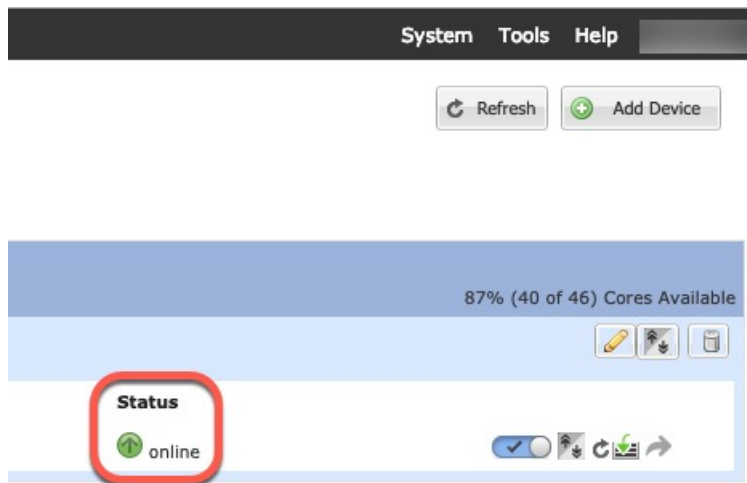 System Tools Help
Refresh Add Device
87% (40 of 46) Cores Available
Status
online